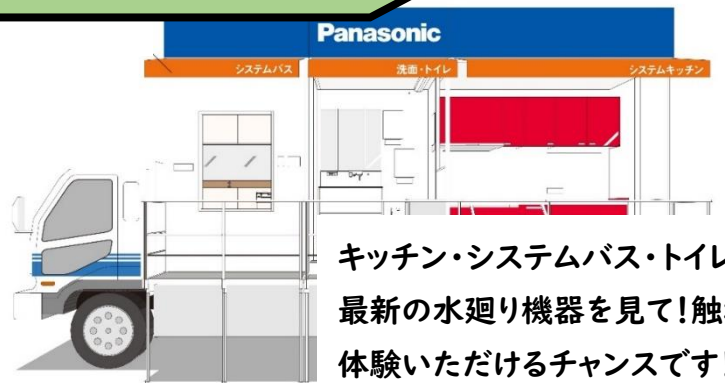 Panasonic
システムバス
洗面・トイレ
システムキッチン
キッチン・システムバス・トイレ
最新の水廻り機器を見て!触
体験いただけるチャンスです